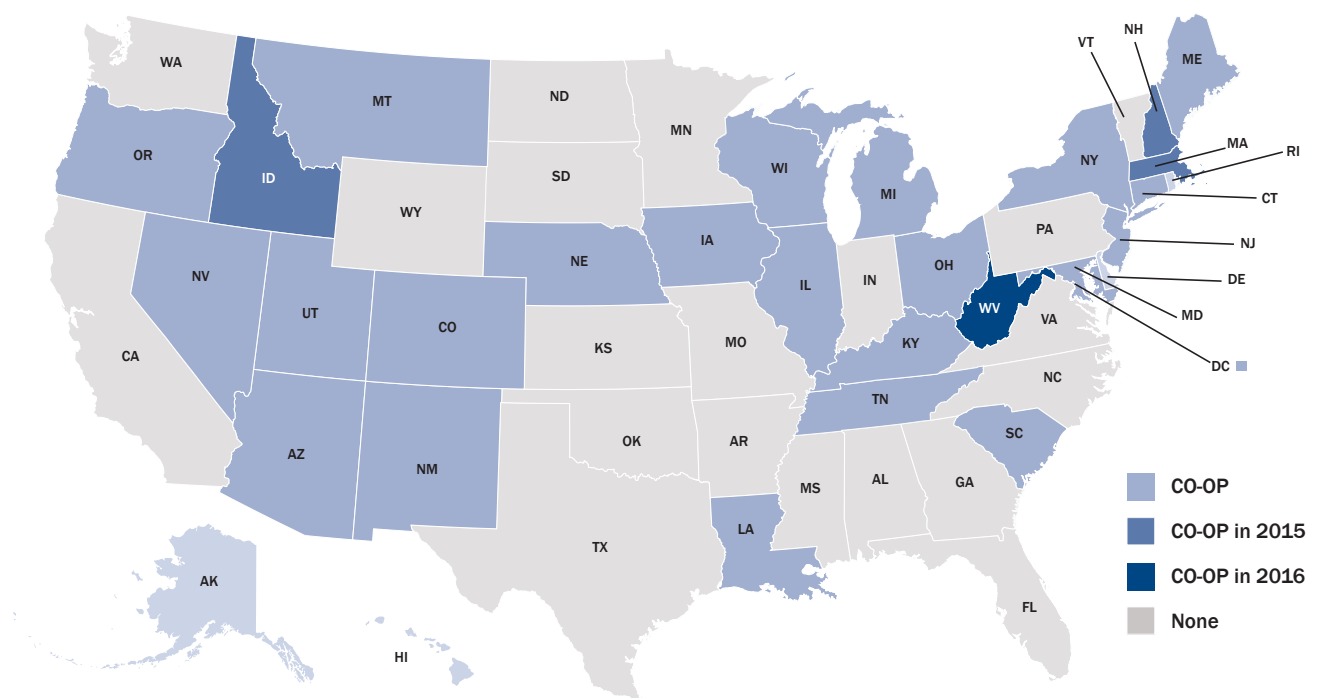 NH
VT
ME
WA
MT
ND
MN
OR
ID
SD
WI
NY
MA
RI
WY
MI
CT
PA
NJ
IA
NE
OH
NV
IL
IN
DE
UT
WV
MD
CO
VA
KS
MO
KY
CA
DC
NC
TN
AZ
OK
AR
SC
NM
MS
AL
GA
CO-OP
LA
CO-OP in 2015
TX
CO-OP in 2016
AK
FL
None
HI